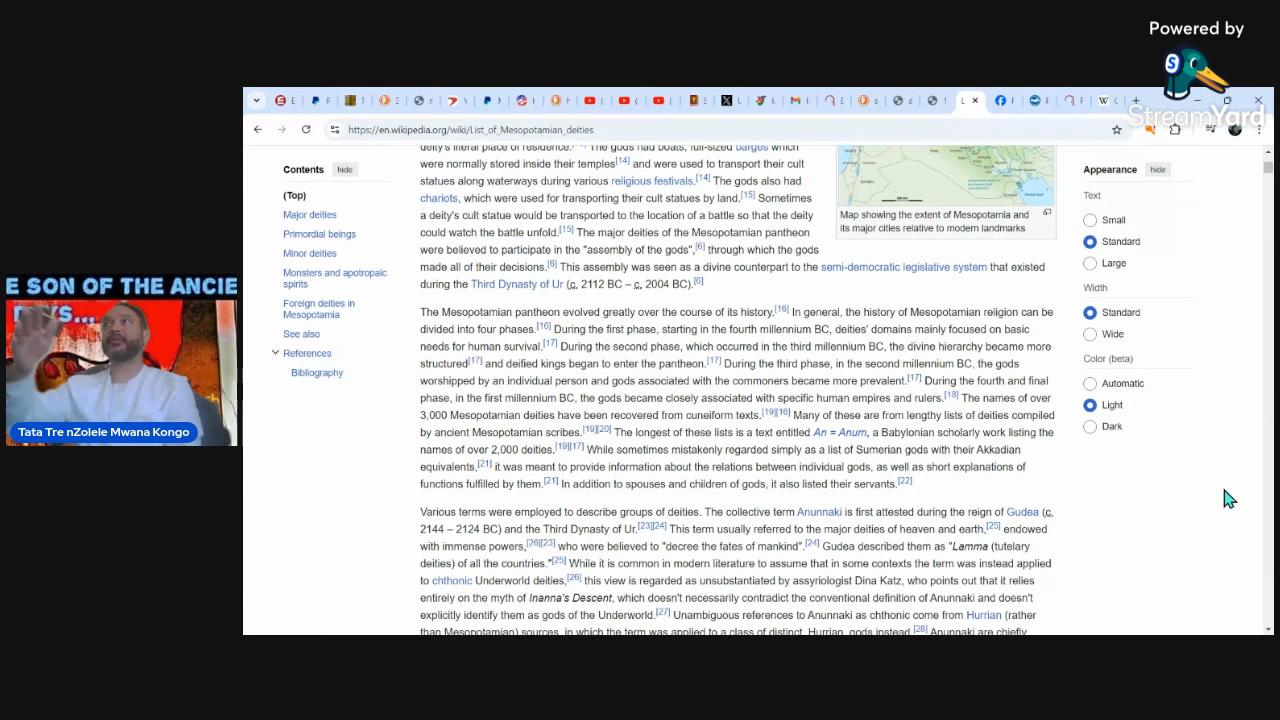 Powered by
StreamYard
https://en.wikipedia.org/wiki/List_of_Mesopotamian_deities
Contents hide
(Top)
Major deities
Primordial beings
Minor deities
Monsters and apotropaic
spirits
Foreign deities in
Mesopotamia
See also
References
Bibliography
deity's literal place of residence. The gods had boats, full-sized barges which
were normally stored inside their temples[14] and were used to transport their cult
statues along waterways during various religious festivals.[14] The gods also had
chariots, which were used for transporting their cult statues by land.[15] Sometimes
a deity's cult statue would be transported to the location of a battle so that the deity
could watch the battle unfold.[15] The major deities of the Mesopotamian pantheon
were believed to participate in the "assembly of the gods",[6] through which the gods
made all of their decisions.[6] This assembly was seen as a divine counterpart to the semi-democratic legislative system that existed
during the Third Dynasty of Ur (c. 2112 BC – c. 2004 BC).[6]
Map showing the extent of Mesopotamia and
its major cities relative to modern landmarks
The Mesopotamian pantheon evolved greatly over the course of its history.[16] In general, the history of Mesopotamian religion can be
divided into four phases.[16] During the first phase, starting in the fourth millennium BC, deities' domains mainly focused on basic
needs for human survival.[17] During the second phase, which occurred in the third millennium BC, the divine hierarchy became more
structured[17] and deified kings began to enter the pantheon.[17] During the third phase, in the second millennium BC, the gods
worshipped by an individual person and gods associated with the commoners became more prevalent.[17] During the fourth and final
phase, in the first millennium BC, the gods became closely associated with specific human empires and rulers.[18] The names of over
3,000 Mesopotamian deities have been recovered from cuneiform texts.[19][16] Many of these are from lengthy lists of deities compiled
by ancient Mesopotamian scribes.[19][20] The longest of these lists is a text entitled An = Anum, a Babylonian scholarly work listing the
names of over 2,000 deities.[19][17] While sometimes mistakenly regarded simply as a list of Sumerian gods with their Akkadian
equivalents,[21] it was meant to provide information about the relations between individual gods, as well as short explanations of
functions fulfilled by them.[21] In addition to spouses and children of gods, it also listed their servants.[22]
Various terms were employed to describe groups of deities. The collective term Anunnaki is first attested during the reign of Gudea (c.
2144 – 2124 BC) and the Third Dynasty of Ur.[23][24] This term usually referred to the major deities of heaven and earth,[25] endowed
with immense powers,[26][23] who were believed to "decree the fates of mankind".[24] Gudea described them as "Lamma (tutelary
deities) of all the countries."[25] While it is common in modern literature to assume that in some contexts the term was instead applied
to chthonic Underworld deities,[26] this view is regarded as unsubstantiated by assyriologist Dina Katz, who points out that it relies
entirely on the myth of Inanna's Descent, which doesn't necessarily contradict the conventional definition of Anunnaki and doesn't
explicitly identify them as gods of the Underworld.[27] Unambiguous references to Anunnaki as chthonic come from Hurrian (rather
than Mesopotamian) sources, in which the term was applied to a class of distinct, Hurrian, gods instead.[28] Anunnaki are chiefly
Appearance hide
Text
Small
Standard
Large
Width
Standard
Wide
Color (beta)
Automatic
Light
Dark
E SON OF THE ANCIE
Tata Tre nZolele Mwana Kongo